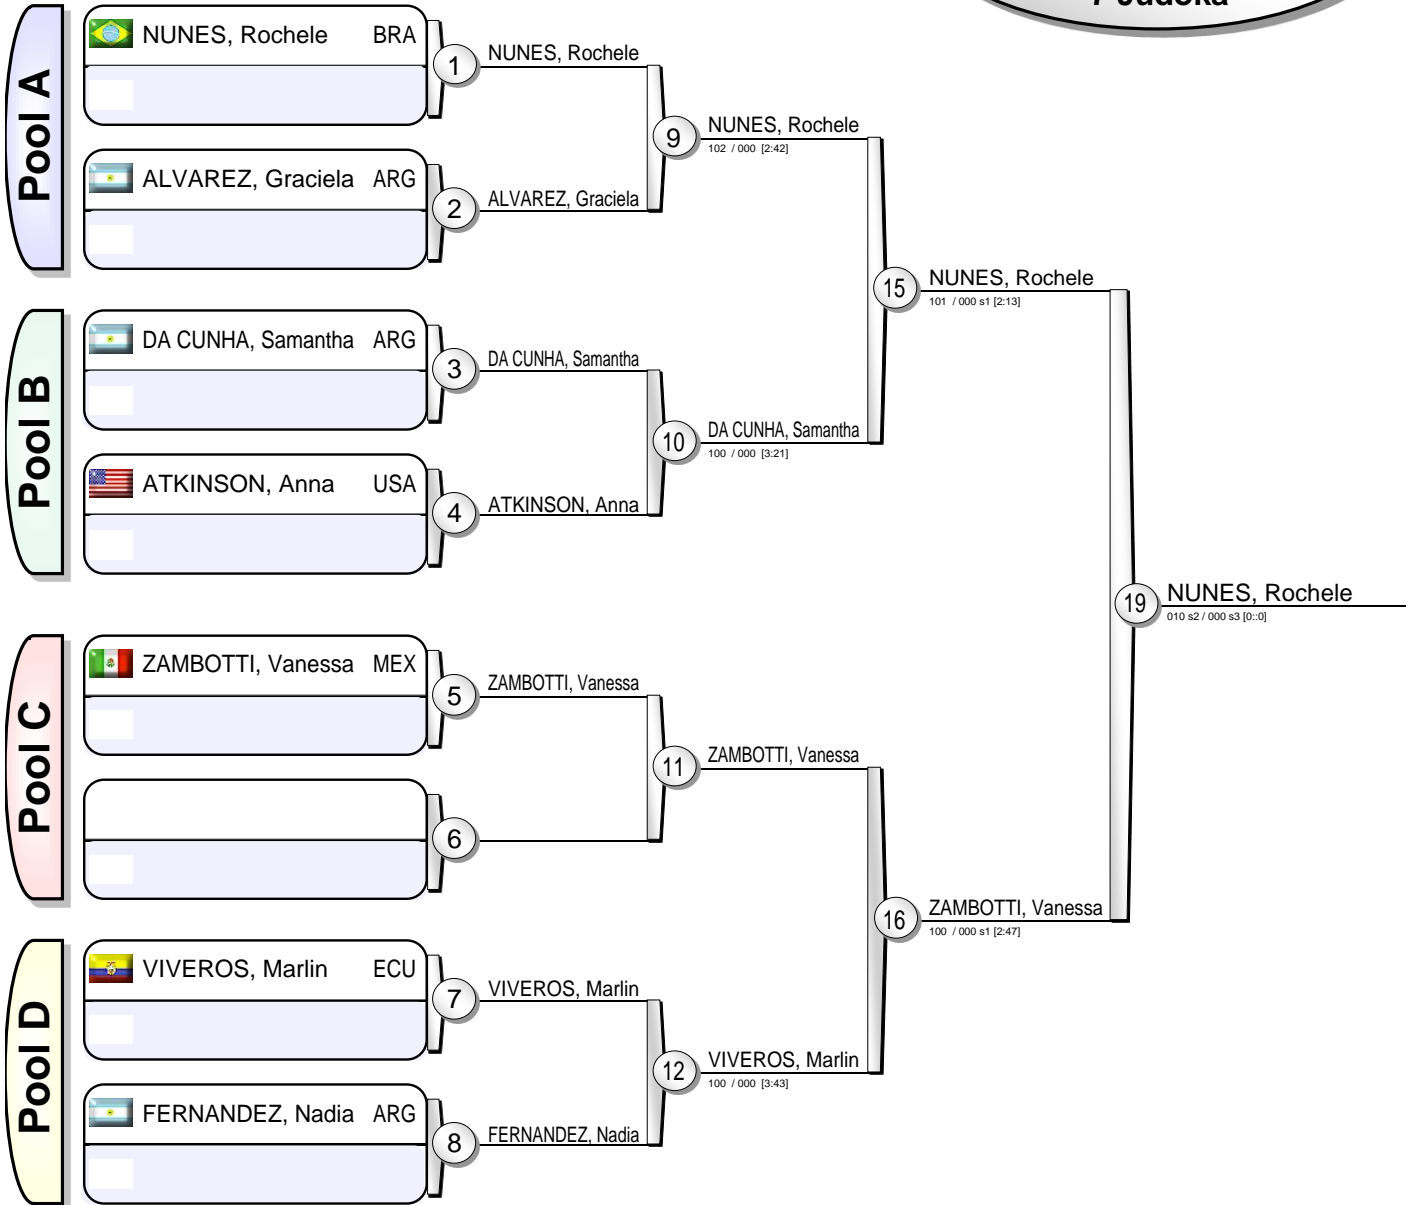 7 Judoka
Pool A
NUNES, Rochele BRA
1
NUNES, Rochele
ALVAREZ, Graciela ARG
2
ALVAREZ, Graciela
9
NUNES, Rochele
102 / 000 [2:42]
Pool B
DA CUNHA, Samantha ARG
3
DA CUNHA, Samantha
ATKINSON, Anna USA
4
ATKINSON, Anna
10
DA CUNHA, Samantha
100 / 000 [3:21]
15
NUNES, Rochele
101 / 000 s1 [2:13]
Pool C
ZAMBOTTI, Vanessa MEX
5
ZAMBOTTI, Vanessa
6
11
ZAMBOTTI, Vanessa
Pool D
VIVEROS, Marlin ECU
7
VIVEROS, Marlin
FERNANDEZ, Nadia ARG
8
FERNANDEZ, Nadia
12
VIVEROS, Marlin
100 / 000 [3:43]
16
ZAMBOTTI, Vanessa
100 / 000 s1 [2:47]
19
NUNES, Rochele
010 s2 / 000 s3 [0::0]